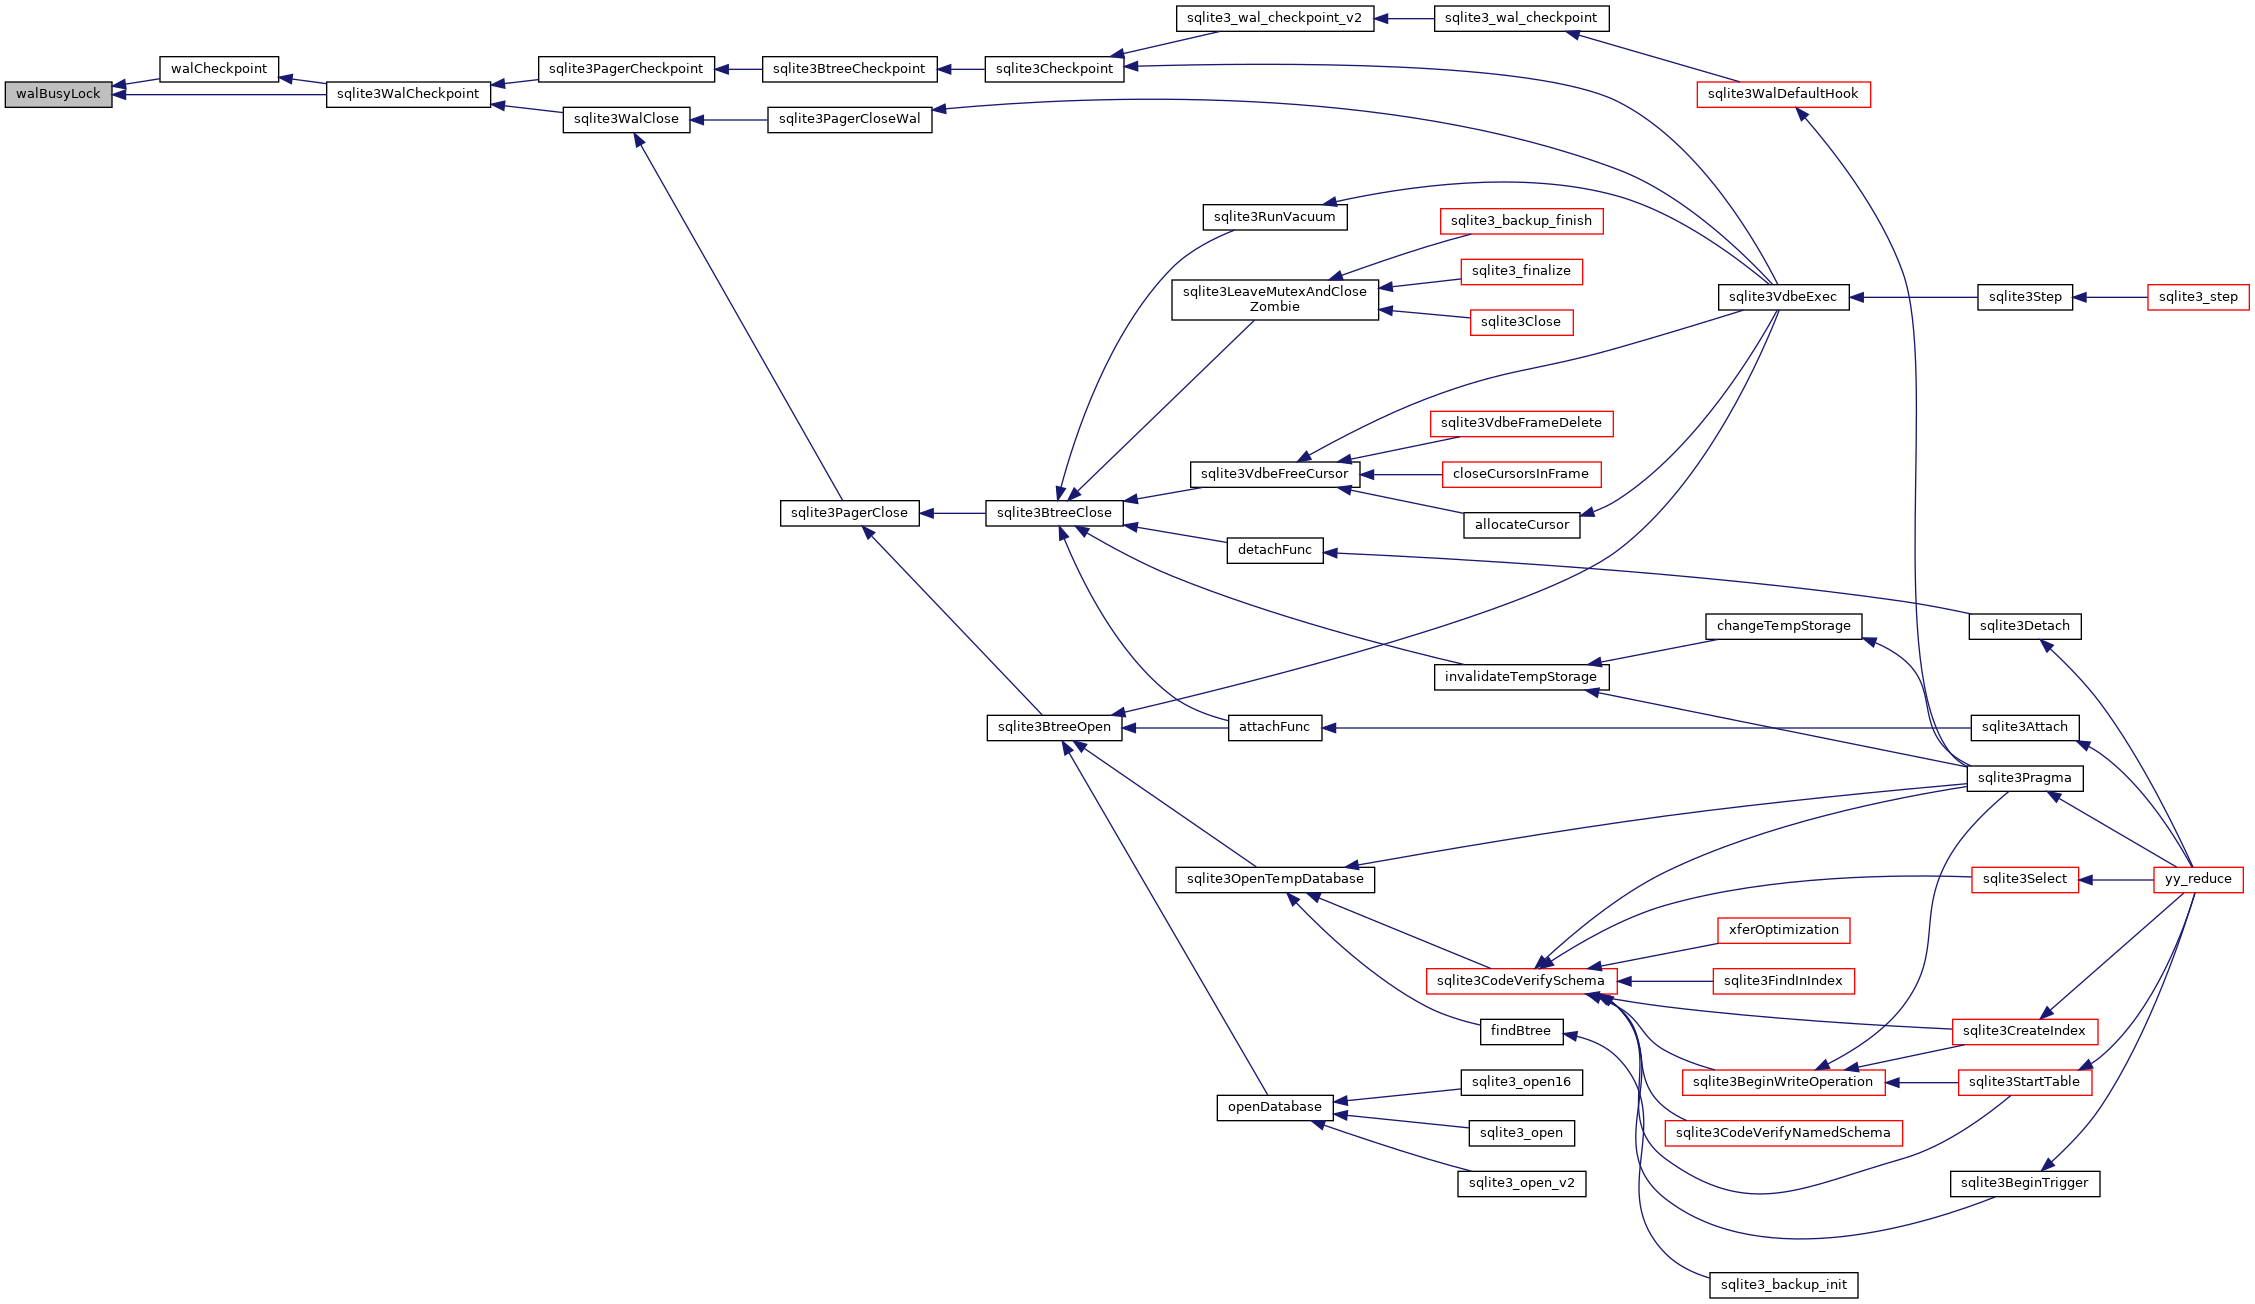 sqlite3_wal_checkpoint_v2
sqlite3_wal_checkpoint
walCheckpoint
sqlite3PagerCheckpoint
sqlite3BtreeCheckpoint
sqlite3Checkpoint
walBusyLock
sqlite3WalCheckpoint
sqlite3WalDefaultHook
sqlite3WalClose
sqlite3PagerCloseWal
sqlite3RunVacuum
sqlite3_backup_finish
sqlite3_finalize
sqlite3LeaveMutexAndClose
Zombie
sqlite3VdbeExec
sqlite3Step
sqlite3_step
sqlite3Close
sqlite3VdbeFrameDelete
sqlite3VdbeFreeCursor
closeCursorsInFrame
sqlite3PagerClose
sqlite3BtreeClose
allocateCursor
detachFunc
changeTempStorage
sqlite3Detach
invalidateTempStorage
sqlite3BtreeOpen
attachFunc
sqlite3Attach
sqlite3Pragma
sqlite3OpenTempDatabase
sqlite3Select
yy_reduce
xferOptimization
sqlite3CodeVerifySchema
sqlite3FindInIndex
findBtree
sqlite3CreateIndex
sqlite3_open16
sqlite3BeginWriteOperation
sqlite3StartTable
openDatabase
sqlite3_open
sqlite3CodeVerifyNamedSchema
sqlite3_open_v2
sqlite3BeginTrigger
sqlite3_backup_init